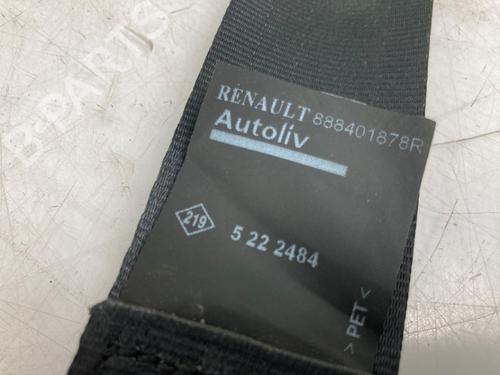 B-PARTS
RENAULT 888401878R
Autoliv
219
5 22 2484
>PET<